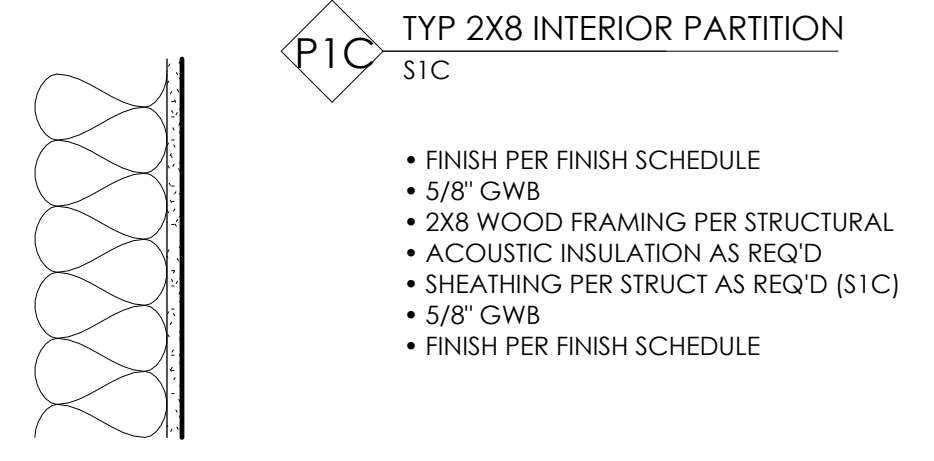 P1C
TYP 2X8 INTERIOR PARTITION
S1C
• FINISH PER FINISH SCHEDULE
• 5/8" GWB
• 2X8 WOOD FRAMING PER STRUCTURAL
• ACOUSTIC INSULATION AS REQ'D
• SHEATHING PER STRUCT AS REQ'D (S1C)
• 5/8" GWB
• FINISH PER FINISH SCHEDULE